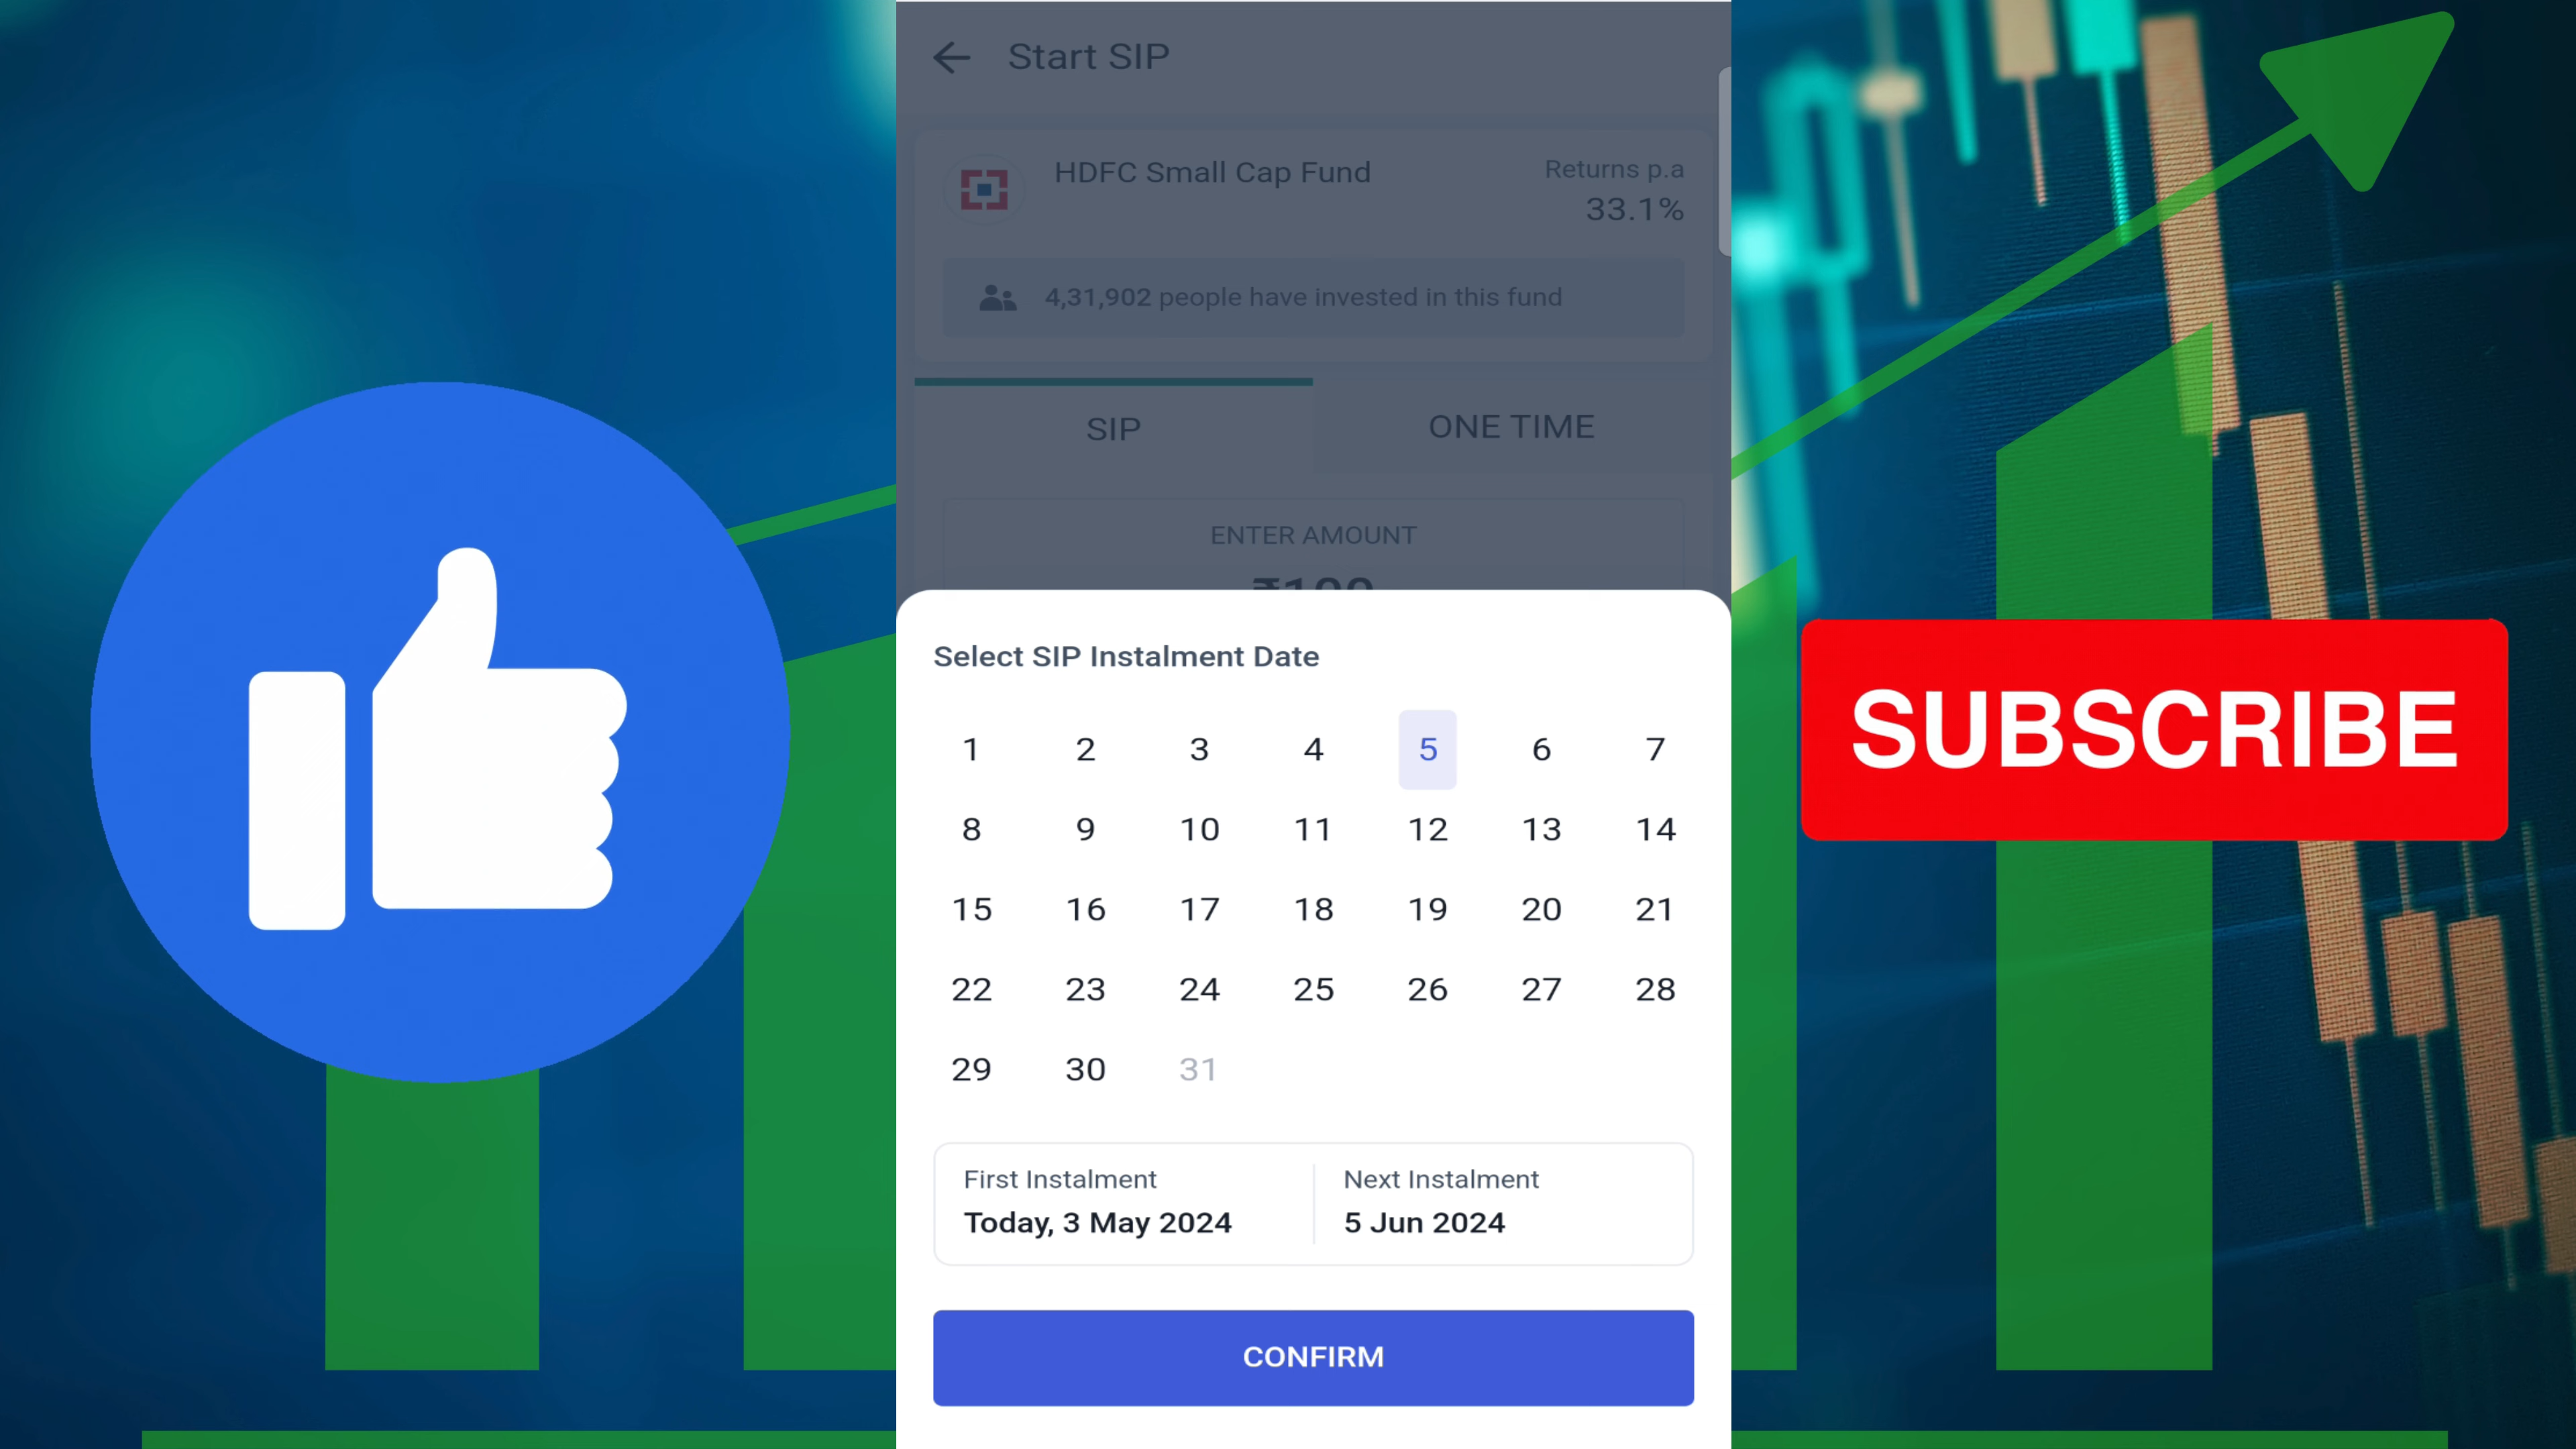 Start SIP
HDFC Small Cap Fund
Returns p.a
33.1%
4,31,902 people have invested in this fund
SIP
ONE TIME
ENTER AMOUNT
Select SIP Instalment Date
1 2 3 4 5 6 7
8 9 10 11 12 13 14
15 16 17 18 19 20 21
22 23 24 25 26 27 28
29 30 31
First Instalment
Today, 3 May 2024
Next Instalment
5 Jun 2024
CONFIRM
SUBSCRIBE